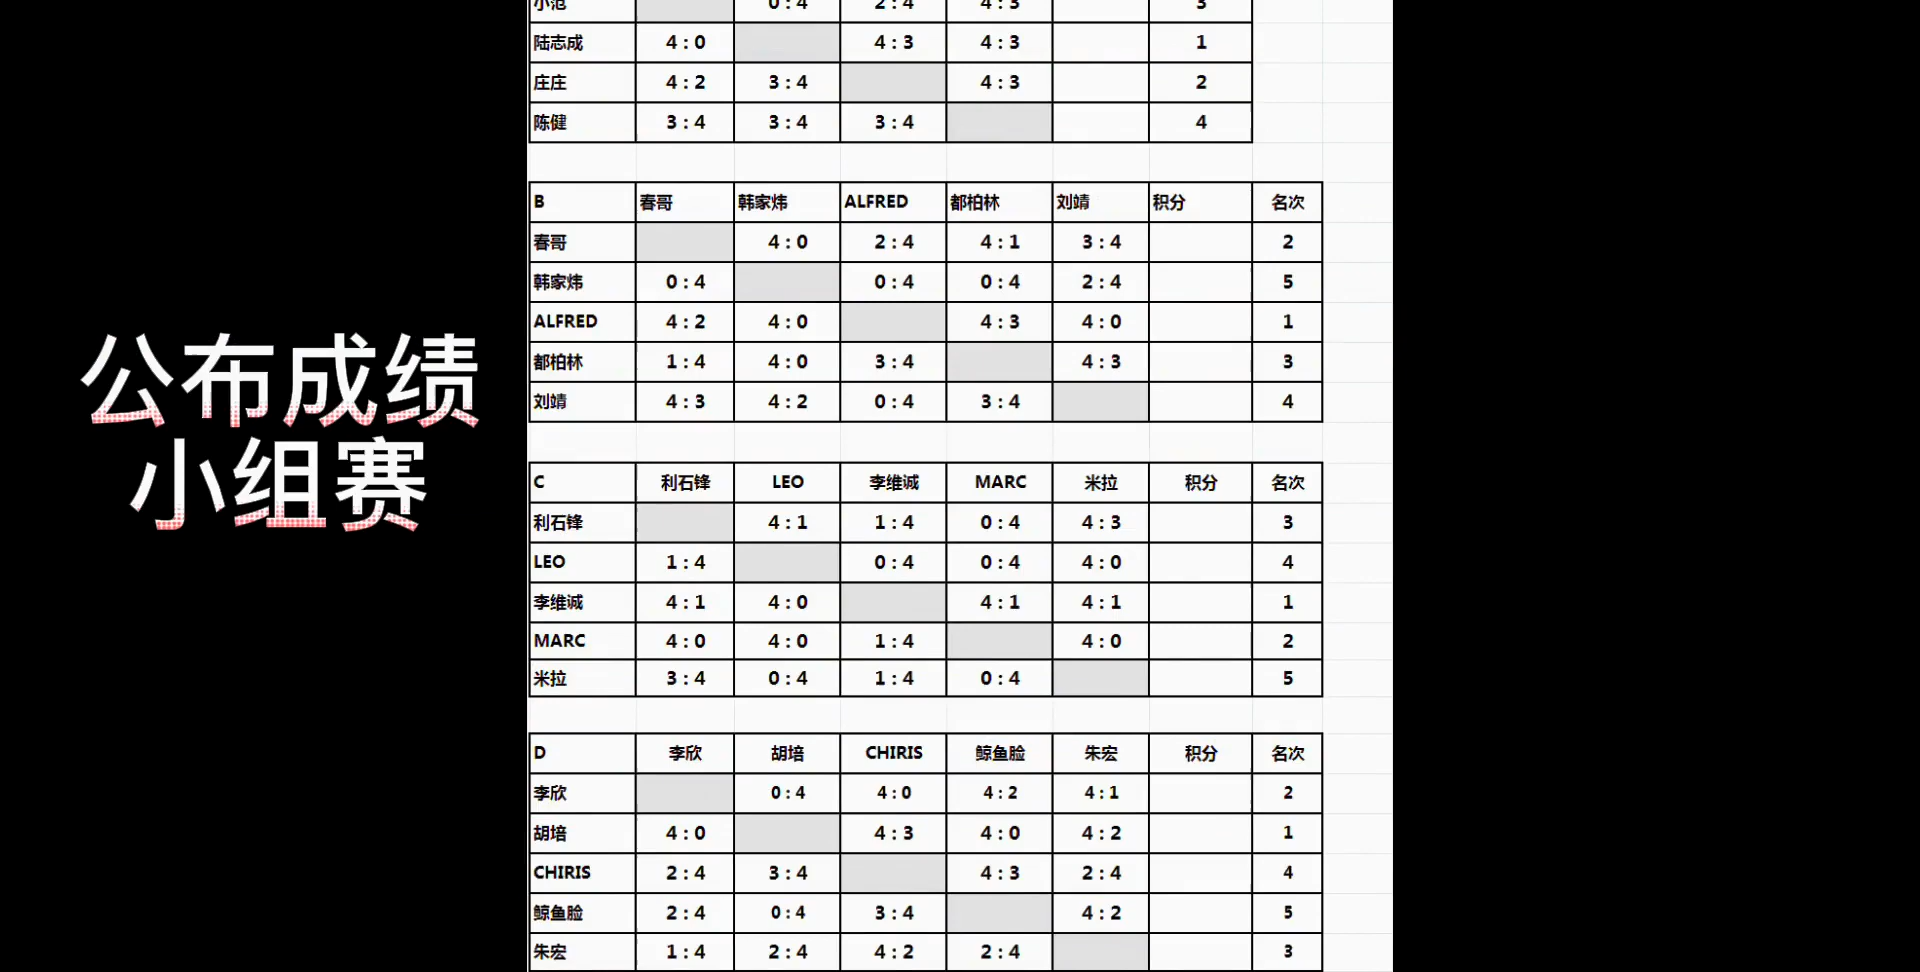 公布成绩
小组赛
小范 0:4 2:4 4:3 3
陆志成 4:0 4:3 4:3 1
庄庄 4:2 3:4 4:3 2
陈健 3:4 3:4 3:4 4
B 春哥 韩家炜 ALFRED 都柏林 刘靖 积分 名次
春哥 4:0 2:4 4:1 3:4 2
韩家炜 0:4 0:4 0:4 2:4 5
ALFRED 4:2 4:0 4:3 4:0 1
都柏林 1:4 4:0 3:4 4:3 3
刘靖 4:3 4:2 0:4 3:4 4
C 利石锋 LEO 李维诚 MARC 米拉 积分 名次
利石锋 4:1 1:4 0:4 4:3 3
LEO 1:4 0:4 0:4 4:0 4
李维诚 4:1 4:0 4:1 4:1 1
MARC 4:0 4:0 1:4 4:0 2
米拉 3:4 0:4 1:4 0:4 5
D 李欣 胡培 CHIRIS 鲸鱼脸 朱宏 积分 名次
李欣 0:4 4:0 4:2 4:1 2
胡培 4:0 4:3 4:0 4:2 1
CHIRIS 2:4 3:4 4:3 2:4 4
鲸鱼脸 2:4 0:4 3:4 4:2 5
朱宏 1:4 2:4 4:2 2:4 3